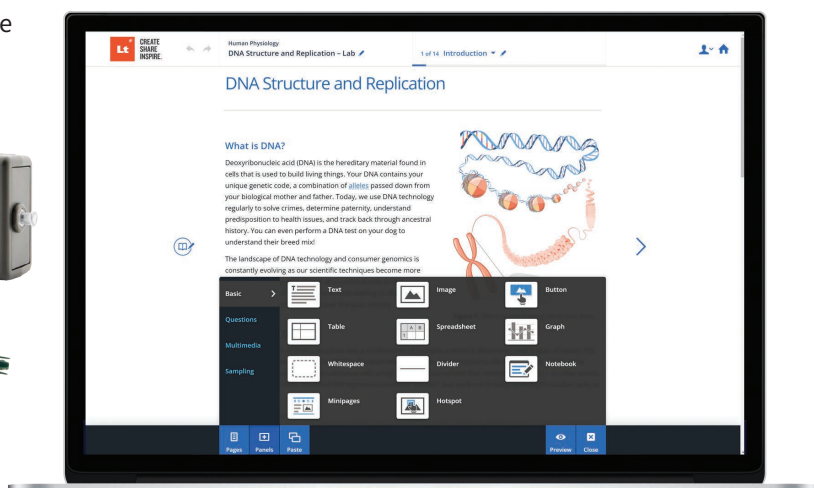 e
Lt
CREATE
SHARE
INSPIRE.
Human Physiology
DNA Structure and Replication – Lab
1 of 14 Introduction
DNA Structure and Replication
What is DNA?
Deoxyribonucleic acid (DNA) is the hereditary material found in
cells that is used to build living things. Your DNA contains your
unique genetic code, a combination of alleles passed down from
your biological mother and father. Today, we use DNA technology
regularly to solve crimes, determine paternity, understand
predisposition to health issues, and track back through ancestral
history. You can even perform a DNA test on your dog to
understand their breed mix!
The landscape of DNA technology and consumer genomics is
constantly evolving as our scientific techniques become more
Basic
Text
Image
Button
Questions
Table
Spreadsheet
Graph
Multimedia
Whitespace
Divider
Notebook
Sampling
Minipages
Hotspot
Pages
Panels
Paste
Preview
Close